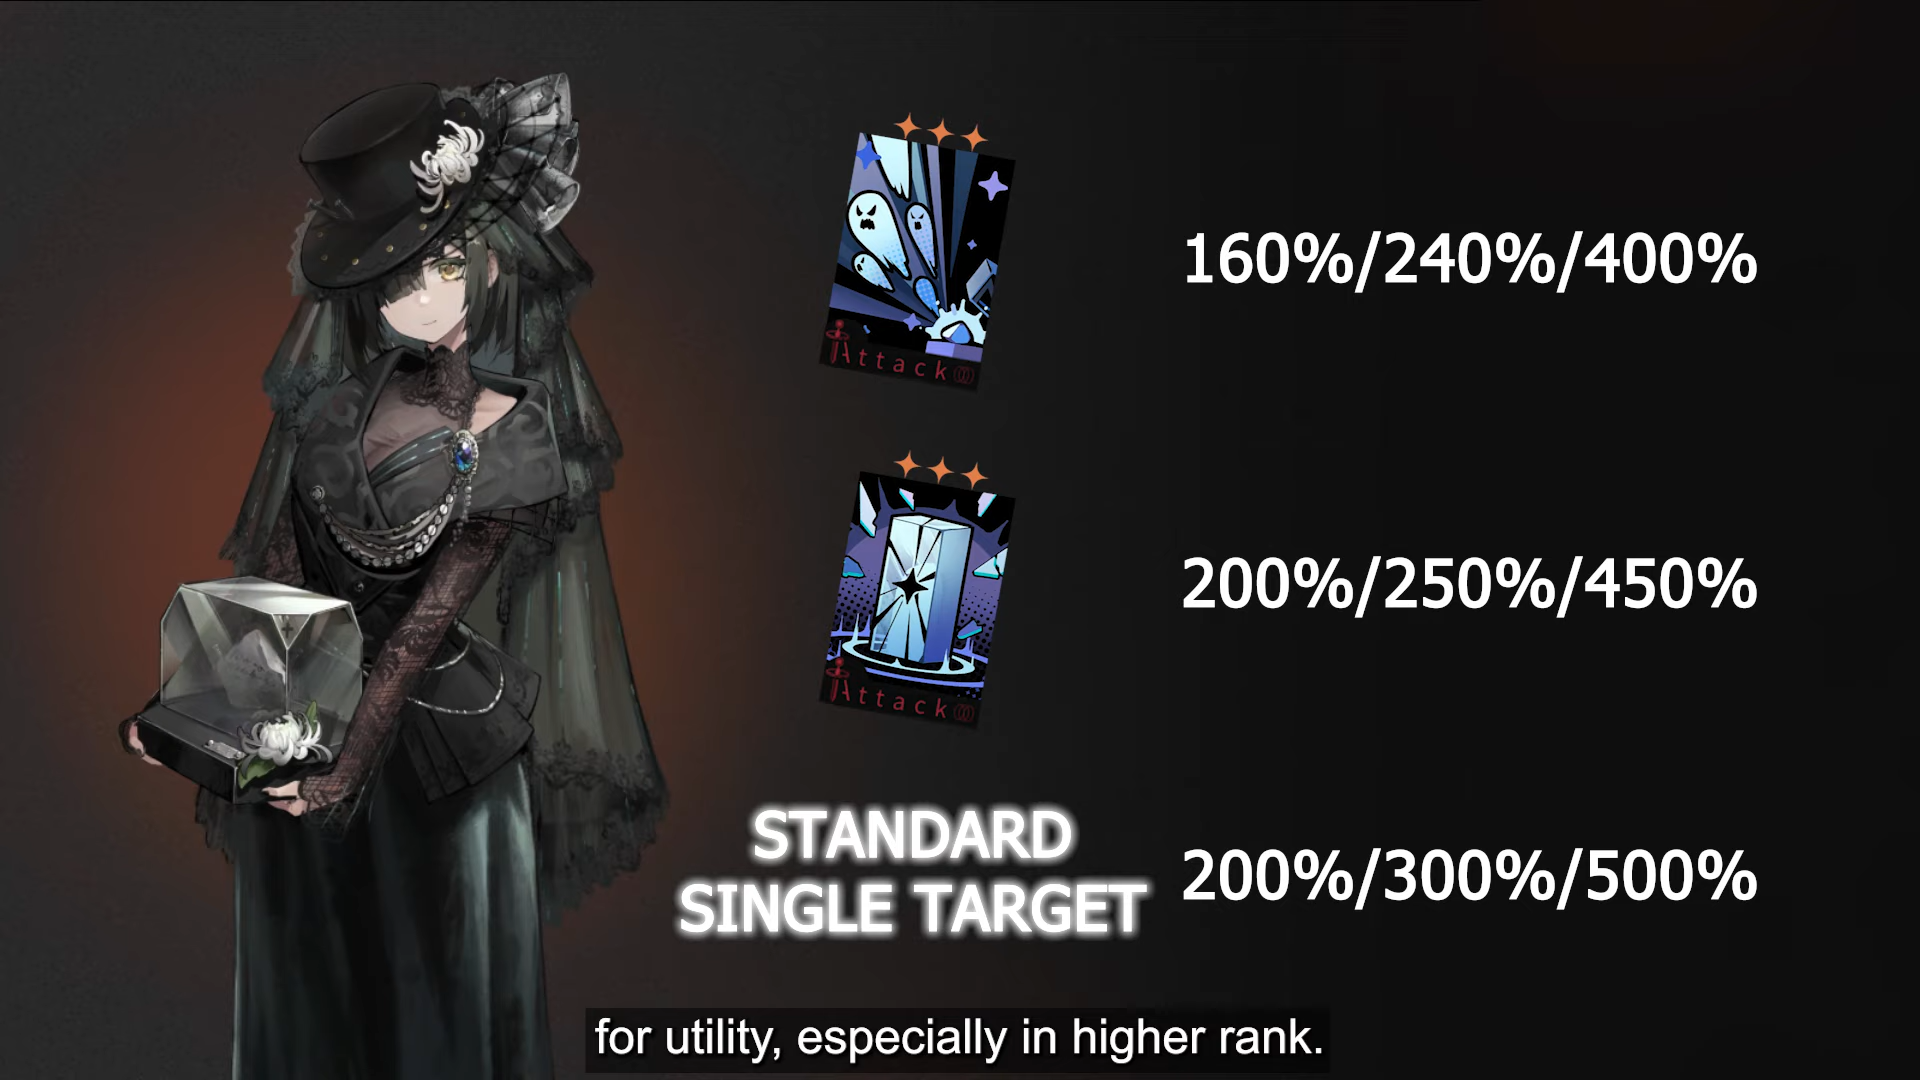 Attack
160%/240%/400%
Attack
200%/250%/450%
STANDARD
SINGLE TARGET
200%/300%/500%
for utility, especially in higher rank.